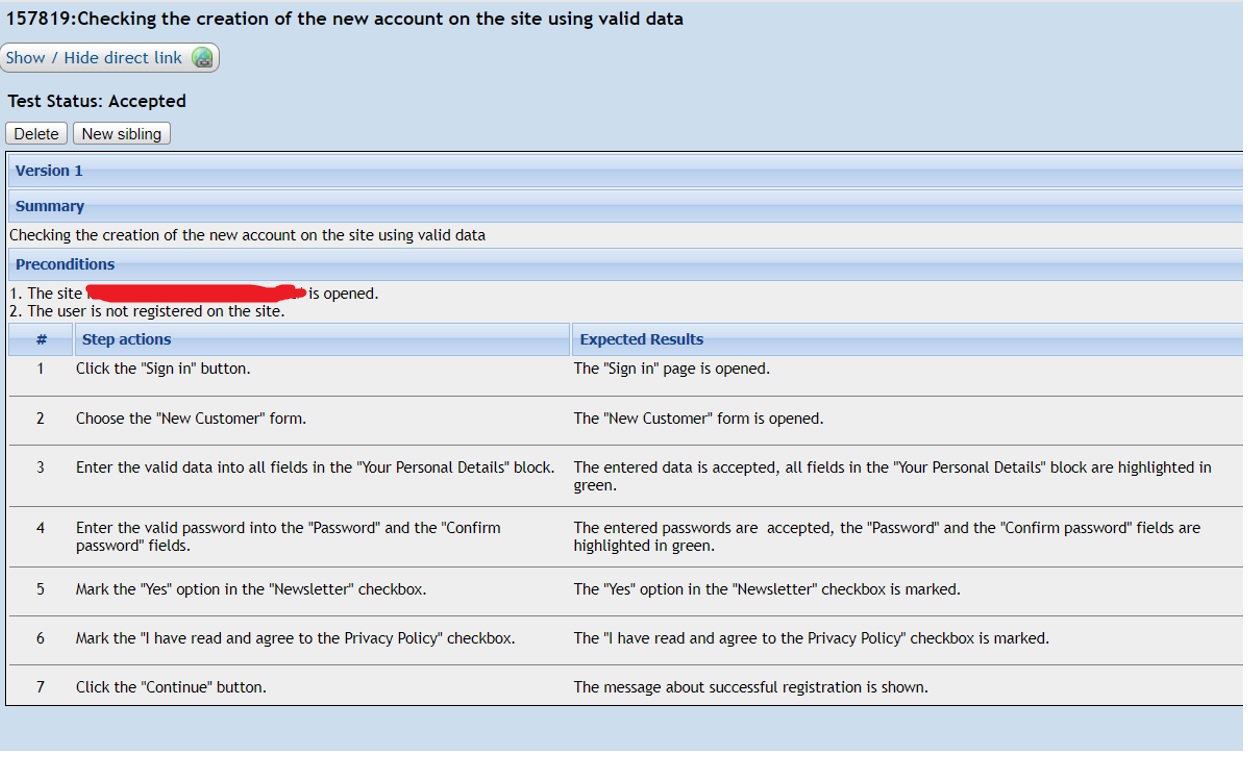 157819:Checking the creation of the new account on the site using valid data
Show / Hide direct link
Test Status: Accepted
Delete New sibling
Version 1
Summary
Checking the creation of the new account on the site using valid data
Preconditions
1. The site is opened.
2. The user is not registered on the site.
# Step actions Expected Results
1 Click the "Sign in" button. The "Sign in" page is opened.
2 Choose the "New Customer" form. The "New Customer" form is opened.
3 Enter the valid data into all fields in the "Your Personal Details" block. The entered data is accepted, all fields in the "Your Personal Details" block are highlighted in
green.
4 Enter the valid password into the "Password" and the "Confirm
password" fields. The entered passwords are  accepted, the "Password" and the "Confirm password" fields are
highlighted in green.
5 Mark the "Yes" option in the "Newsletter" checkbox. The "Yes" option in the "Newsletter" checkbox is marked.
6 Mark the "I have read and agree to the Privacy Policy" checkbox. The "I have read and agree to the Privacy Policy" checkbox is marked.
7 Click the "Continue" button. The message about successful registration is shown.